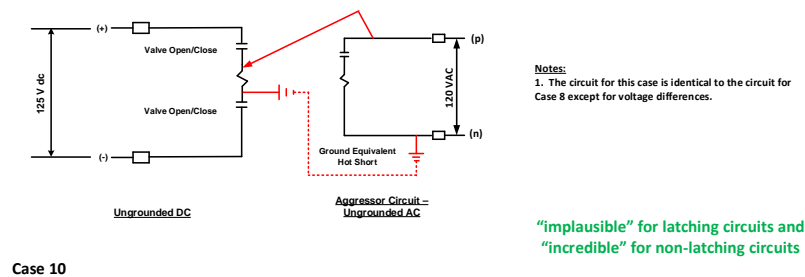 (+)
Valve Open/Close
125 V dc
Valve Open/Close
(-)
Ungrounded DC
(p)
120 VAC
(n)
Ground Equivalent
Hot Short
Aggressor Circuit –
Ungrounded AC
Notes:
1. The circuit for this case is identical to the circuit for
Case 8 except for voltage differences.
“implausible” for latching circuits and
“incredible” for non-latching circuits
Case 10